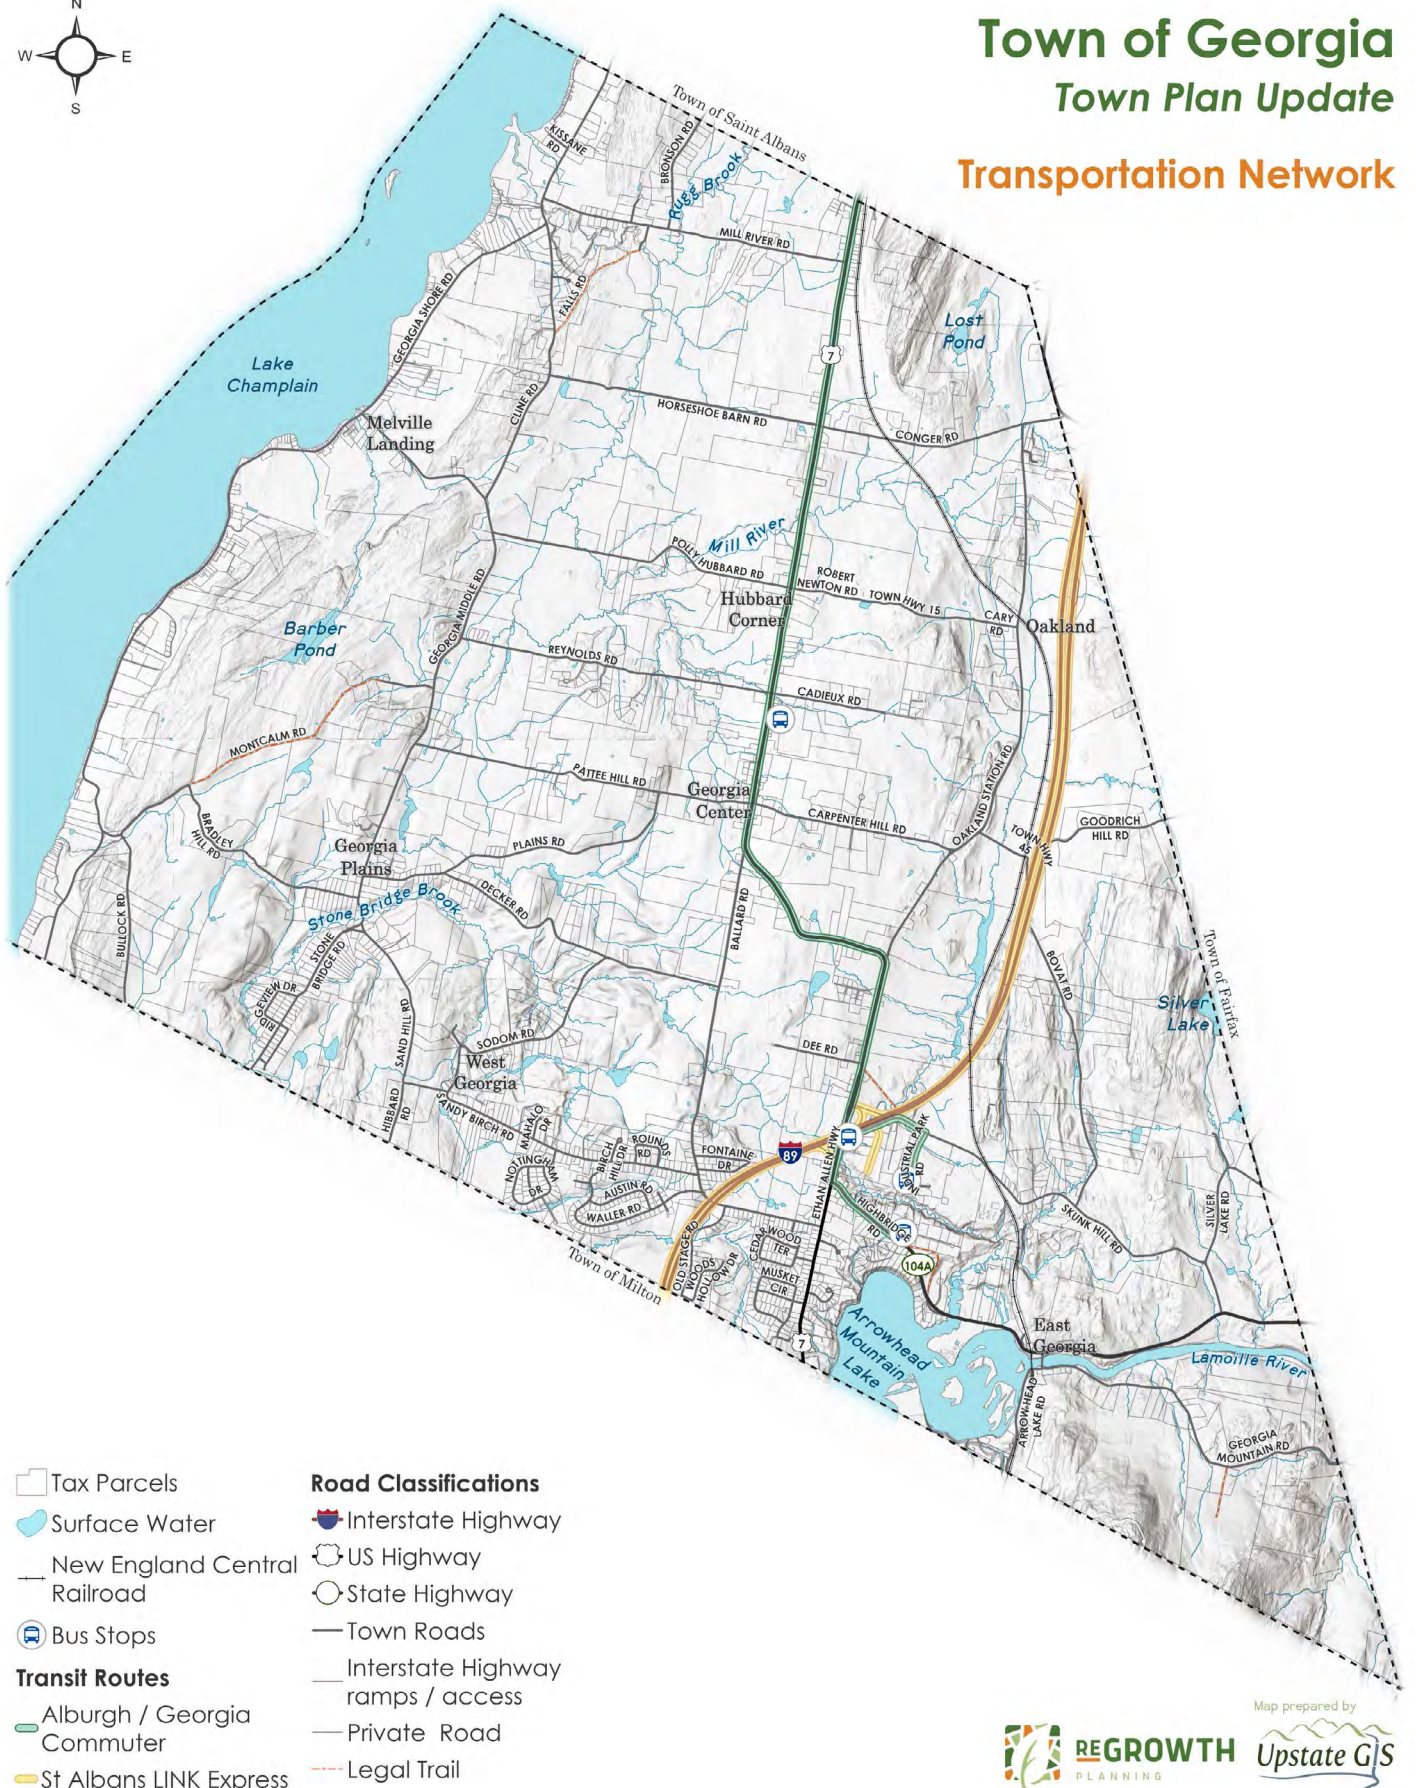 N
W
E
S
Town of Georgia
Town Plan Update
Transportation Network
Town of Saint Albans
KISSANE
RD
BRONSON RD
Rugg Brook
MILL RIVER RD
GEORGIA SHORE RD
FALLS RD
Lost
Pond
7
Lake
Champlain
CLINE RD
HORSESHOE BARN RD
CONGER RD
Melville
Landing
Mill River
POLLY HUBBARD RD
ROBERT
NEWTON RD
TOWN HWY 15
Hubbard
Corner
CARY
RD
Oakland
GEORGIA MIDDLE RD
Barber
Pond
REYNOLDS RD
CADIEUX RD
MONTCALM RD
PATTEE HILL RD
Georgia
Center
OAKLAND STATION RD
CARPENTER HILL RD
TOWN HWY
45
GOODRICH
HILL RD
BRADLEY
HILL RD
Georgia
Plains
PLAINS RD
DECKER RD
Stone Bridge Brook
BULLOCK RD
BALLARD RD
STONE
BRIDGE RD
RIDGEVIEW DR
BOVAT RD
Town of Fairfax
Silver
Lake
SAND HILL RD
SODOM RD
DEE RD
West
Georgia
HIBBARD
RD
SANDY BIRCH RD
MAHALO
DR
BIRCH
HILL DR
ROUNDS
RD
FONTAINE
DR
89
ETHAN ALLEN HWY
INDUSTRIAL PARK
RD
NOTTINGHAM
DR
AUSTIN RD
WALLER RD
HIGHBRIDGE
RD
SILVER
LAKE RD
SKUNK HILL RD
Town of Milton
OLD STAGE RD
WOODS
HOLLOW DR
CEDARWOOD
TER
MUSKET
CIR
104A
7
Arrowhead
Mountain
Lake
East
Georgia
Lamoille River
ARROWHEAD
LAKE RD
GEORGIA
MOUNTAIN RD
Tax Parcels
Surface Water
New England Central
Railroad
Bus Stops
Transit Routes
Alburgh / Georgia
Commuter
St Albans LINK Express
Road Classifications
Interstate Highway
US Highway
State Highway
Town Roads
Interstate Highway
ramps / access
Private Road
Legal Trail
REGROWTH
PLANNING
Map prepared by
Upstate GIS